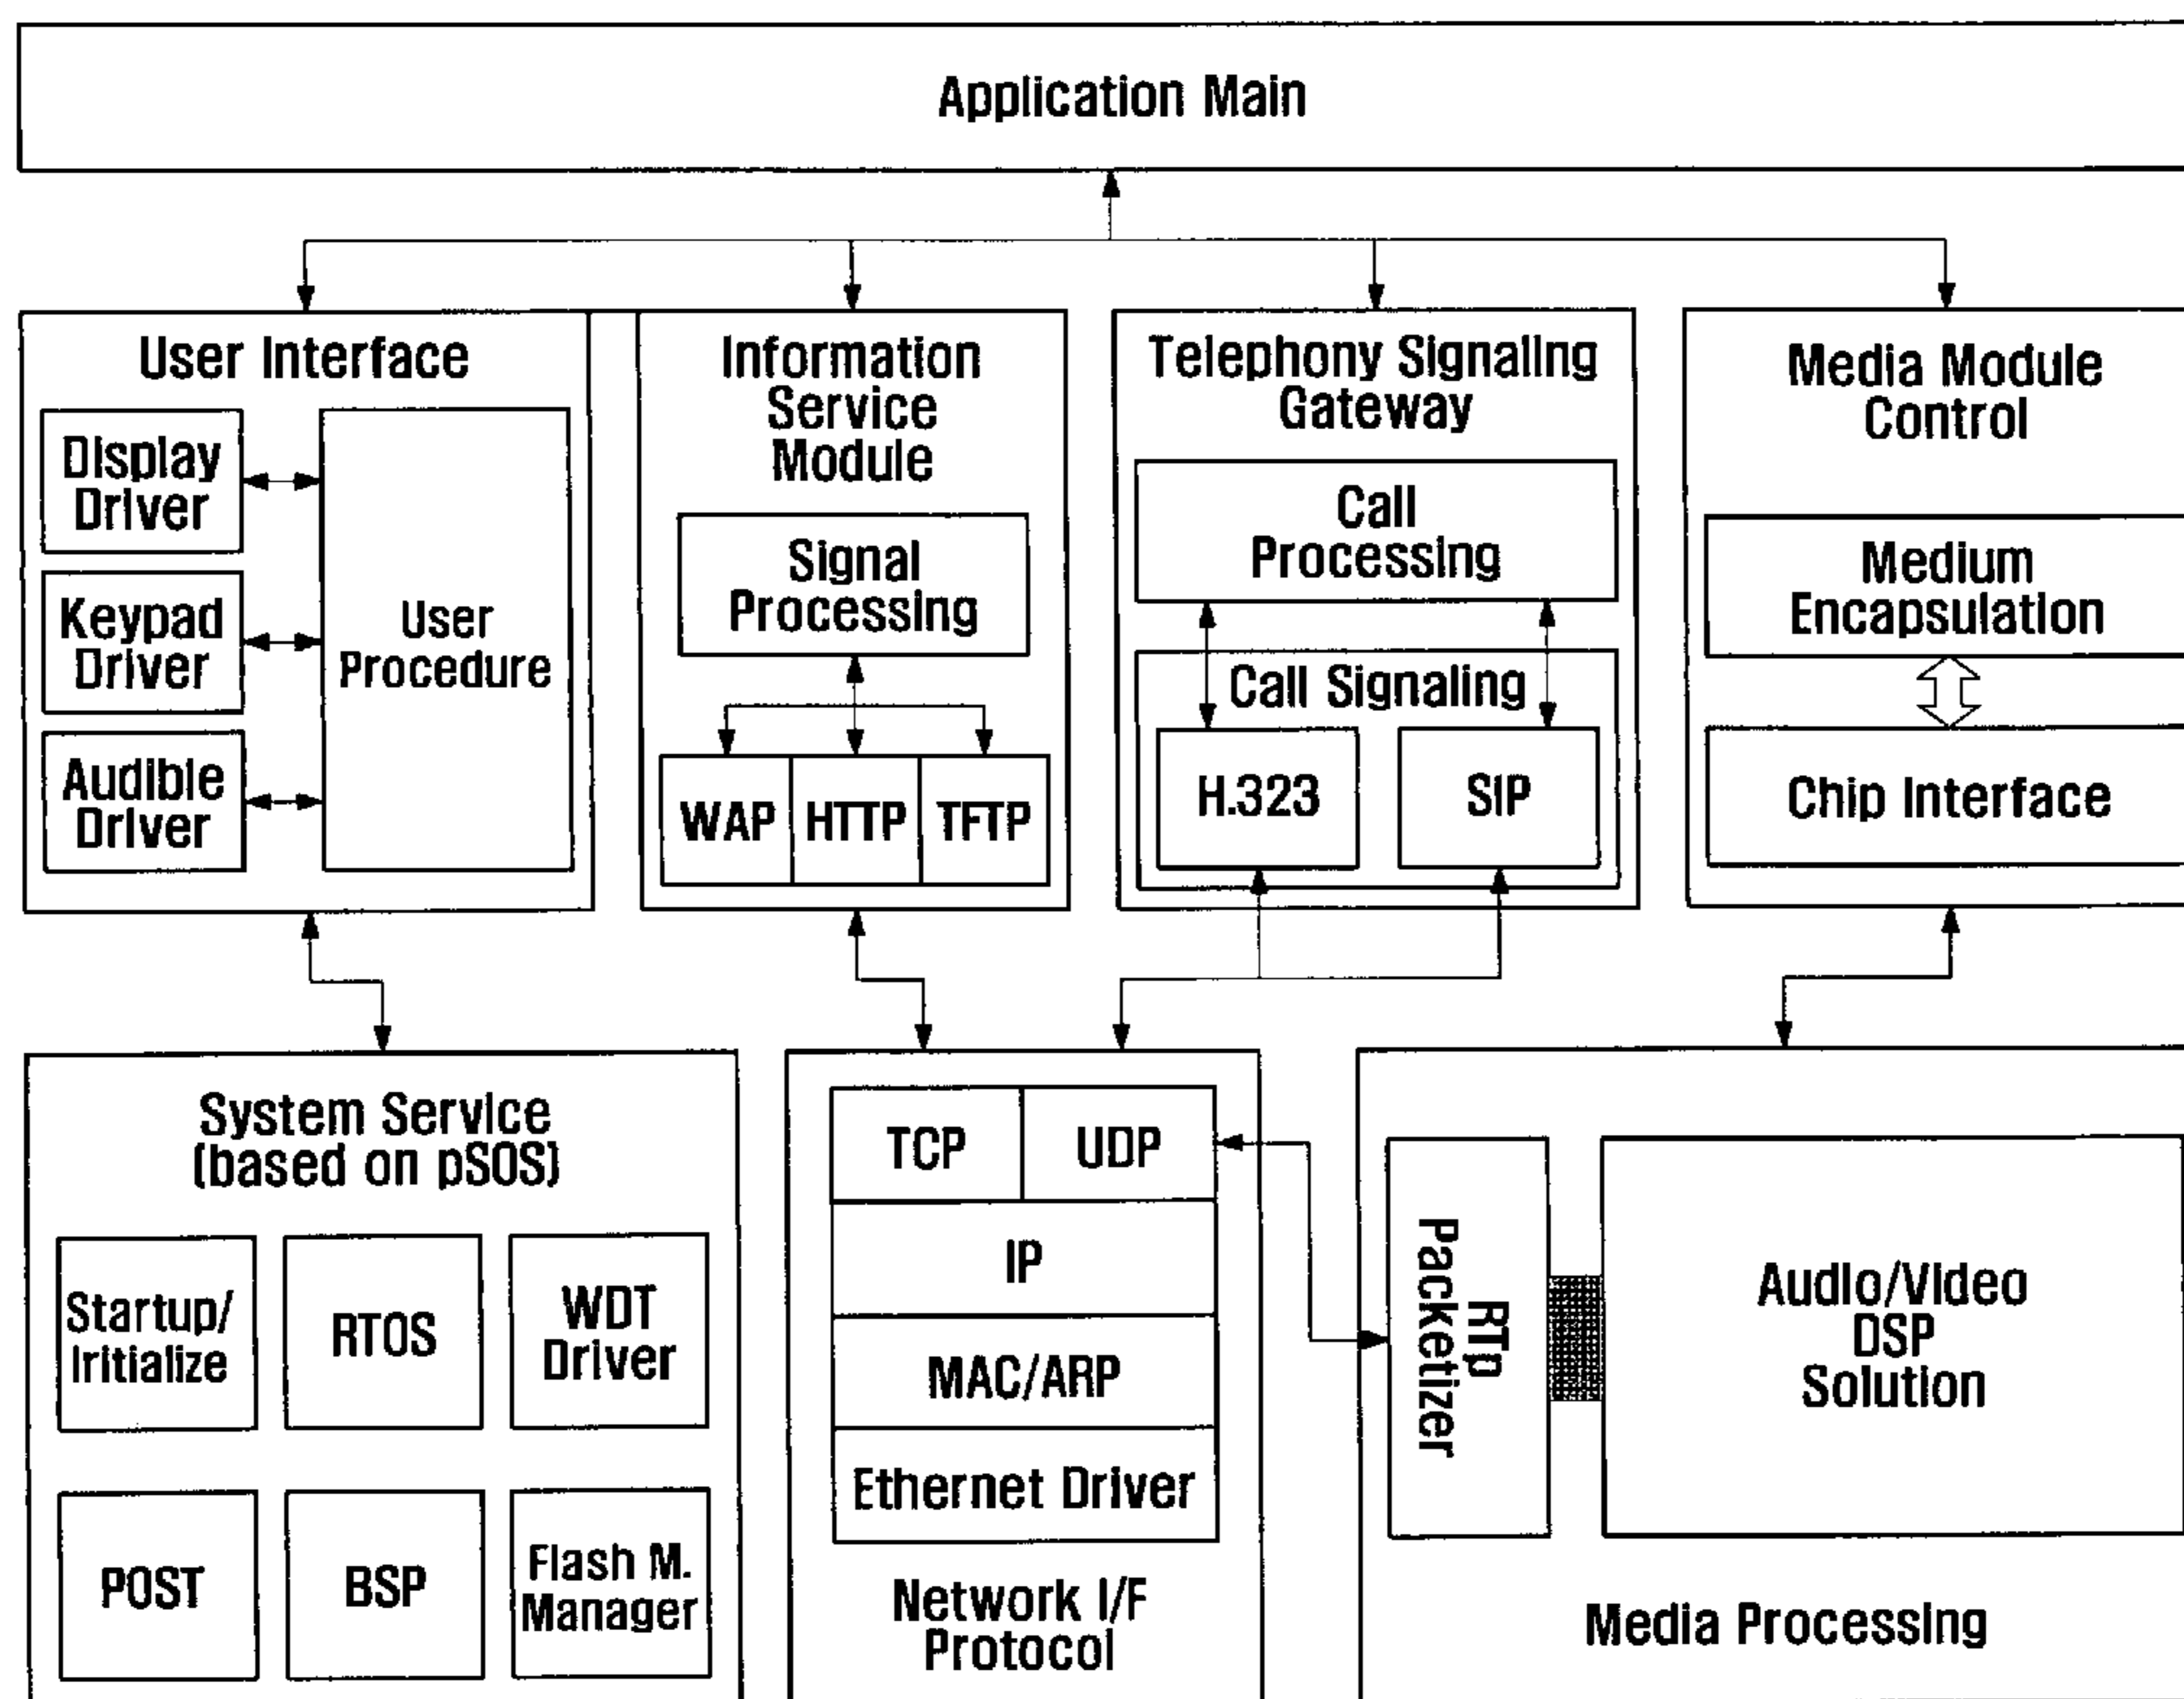 Application Main
User Interface
Display
Driver
Keypad
Driver
Audible
Driver
User
Procedure
Information
Service
Module
Signal
Processing
WAP
HTTP
TFTP
Telephony Signaling
Gateway
Call
Processing
Call Signaling
H.323
SIP
Media Module
Control
Medium
Encapsulation
Chip Interface
System Service
(based on pSOS)
Startup/
Iritialize
RTOS
WDT
Driver
POST
BSP
Flash M.
Manager
TCP
UDP
IP
MAC/ARP
Ethernet Driver
Network I/F
Protocol
RTp
Packetizer
Audio/Video
DSP
Solution
Media Processing